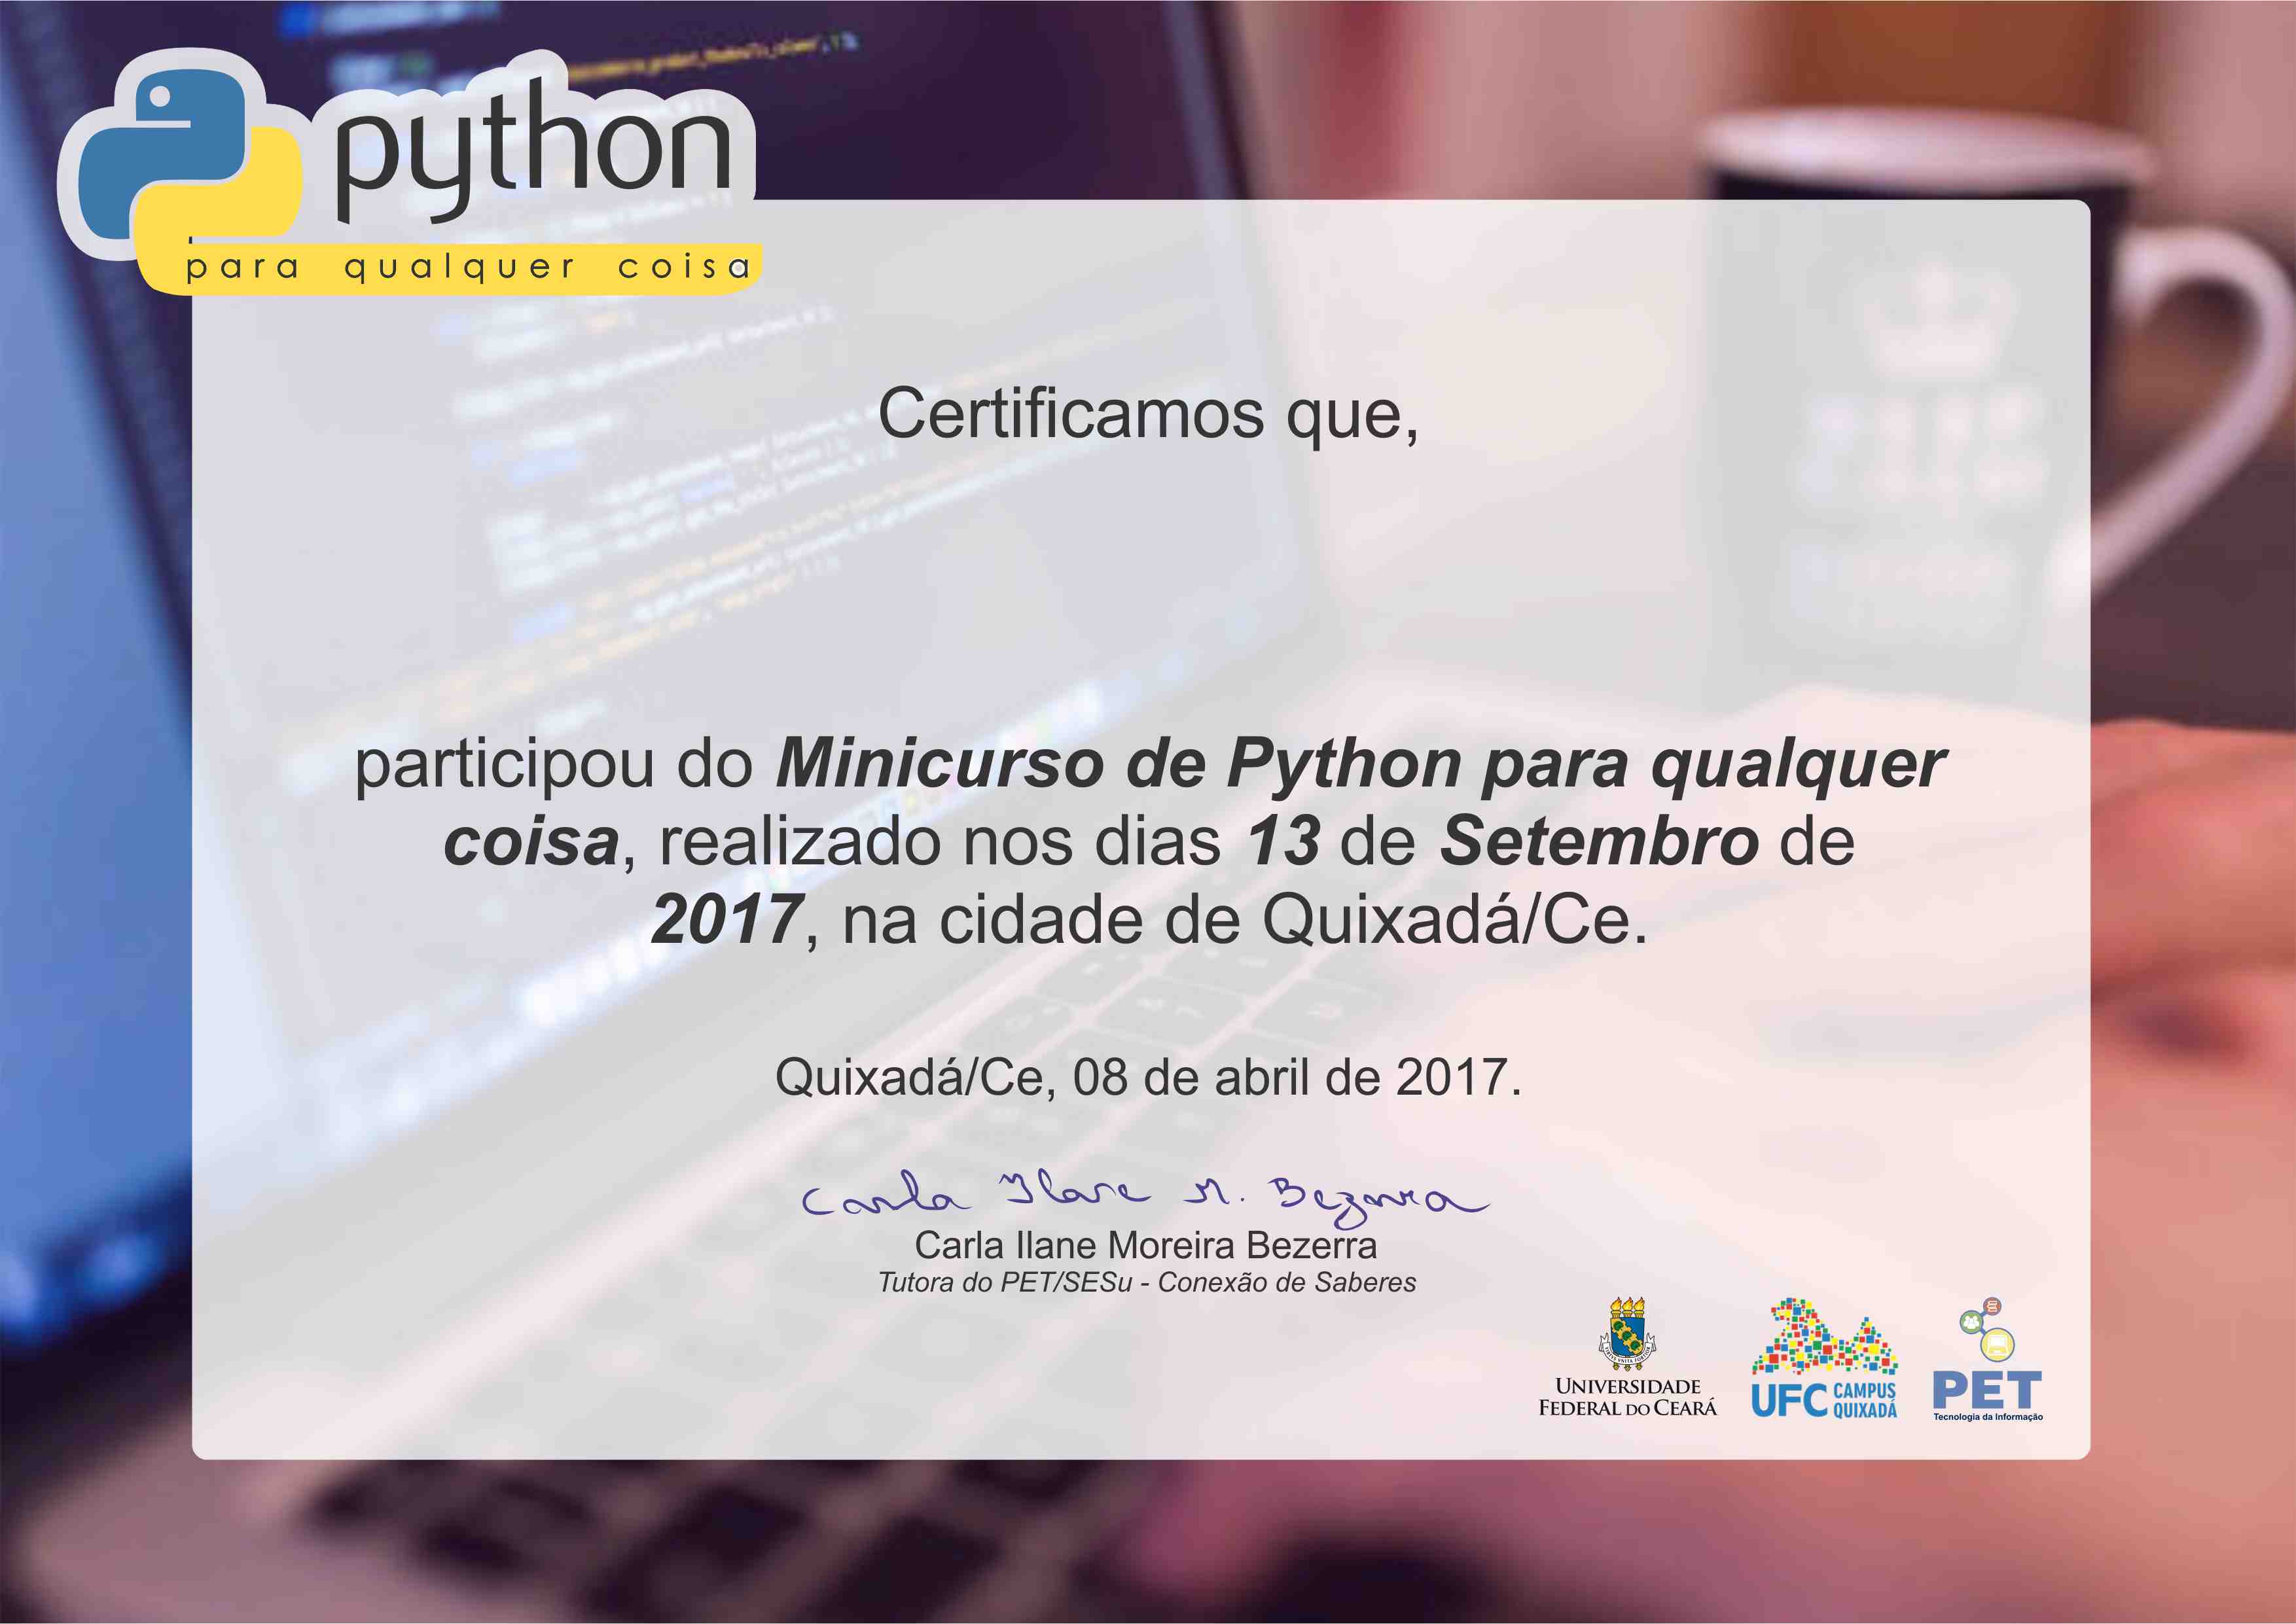 python
para qualquer coisa
Certificamos que,
participou do Minicurso de Python para qualquer
coisa, realizado nos dias 13 de Setembro de
2017, na cidade de Quixadá/Ce.
Quixadá/Ce, 08 de abril de 2017.
Carla Ilane M. Bezerra
Carla Ilane Moreira Bezerra
Tutora do PET/SESu - Conexão de Saberes
UNIVERSIDADE
FEDERAL DO CEARÁ
UFC CAMPUS
QUIXADÁ
PET
Tecnologia da Informação